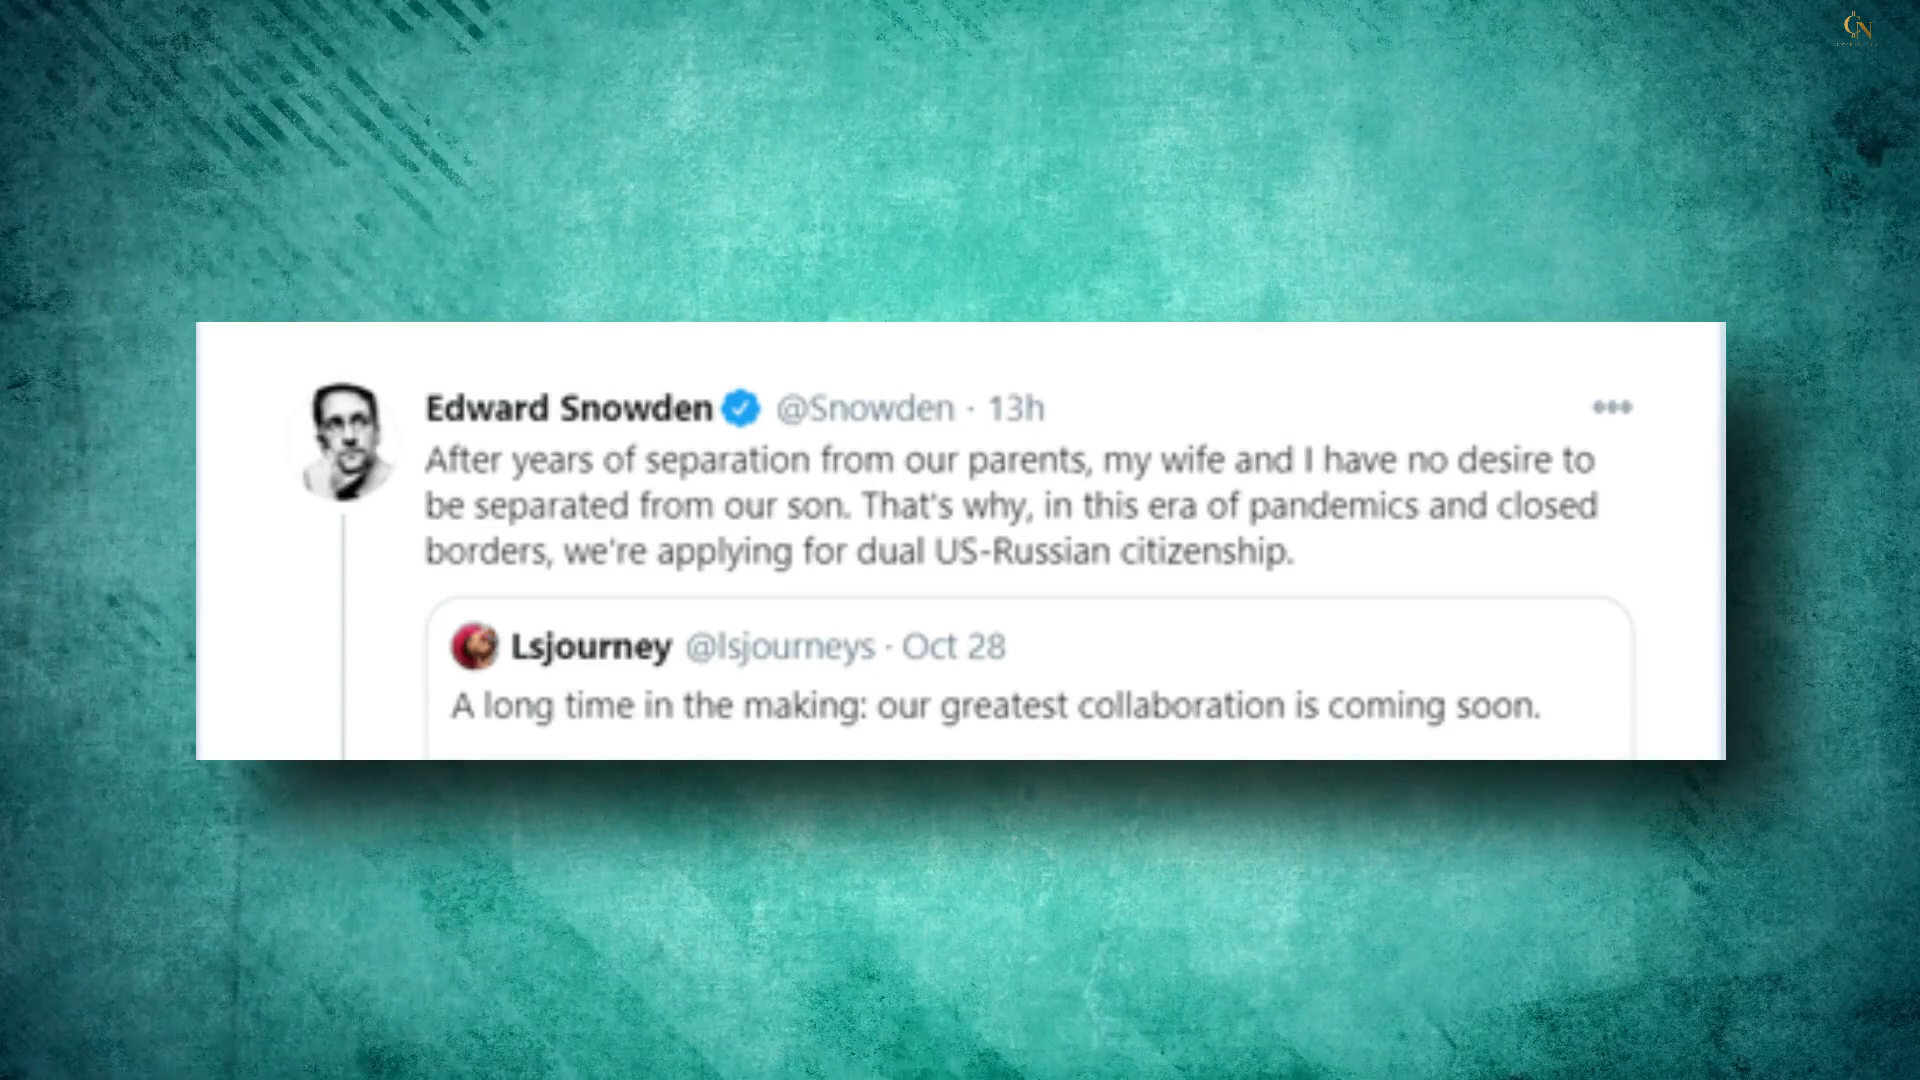 Edward Snowden @Snowden · 13h
After years of separation from our parents, my wife and I have no desire to
be separated from our son. That's why, in this era of pandemics and closed
borders, we're applying for dual US-Russian citizenship.
Lsjourney @lsjourneys · Oct 28
A long time in the making: our greatest collaboration is coming soon.